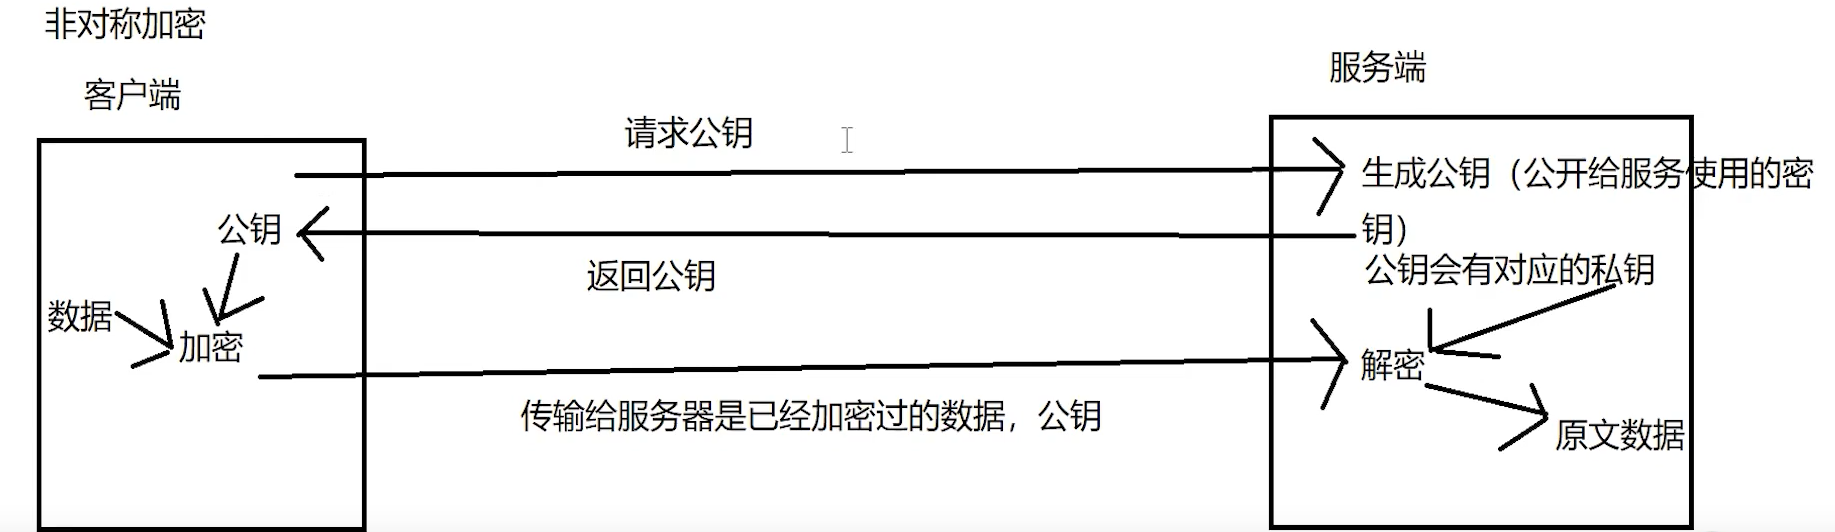 非对称加密
客户端
服务端
请求公钥
生成公钥（公开给服务使用的密
钥）
公钥
返回公钥
公钥会有对应的私钥
数据
加密
解密
传输给服务器是已经加密过的数据，公钥
原文数据